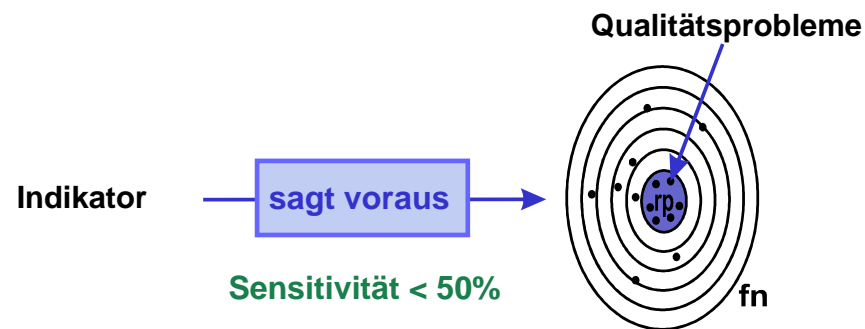 Qualitätsprobleme
Indikator
sagt voraus
rp
Sensitivität < 50%
fn